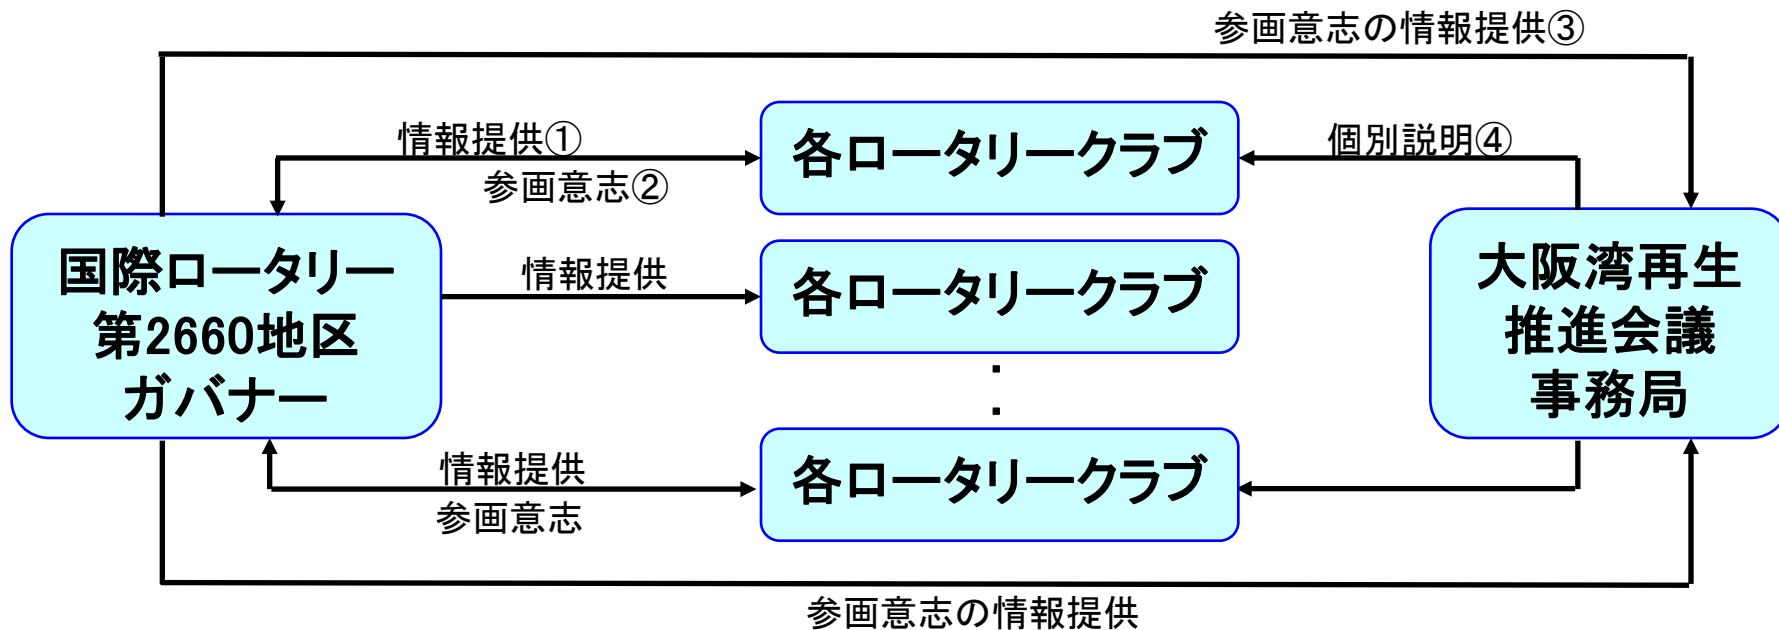 参画意志の情報提供③
情報提供①
参画意志②
各ロータリークラブ
個別説明④
国際ロータリー
第2660地区
ガバナー
情報提供
各ロータリークラブ
大阪湾再生
推進会議
事務局
:
情報提供
参画意志
各ロータリークラブ
参画意志の情報提供